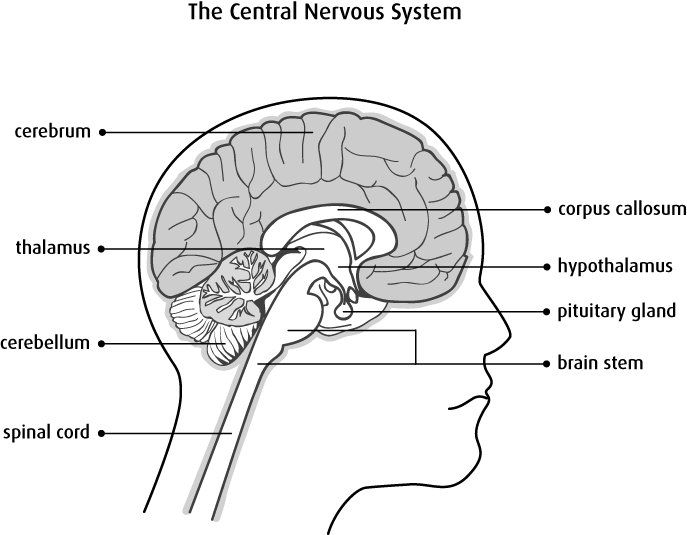 The Central Nervous System
cerebrum
thalamus
cerebellum
spinal cord
corpus callosum
hypothalamus
pituitary gland
brain stem